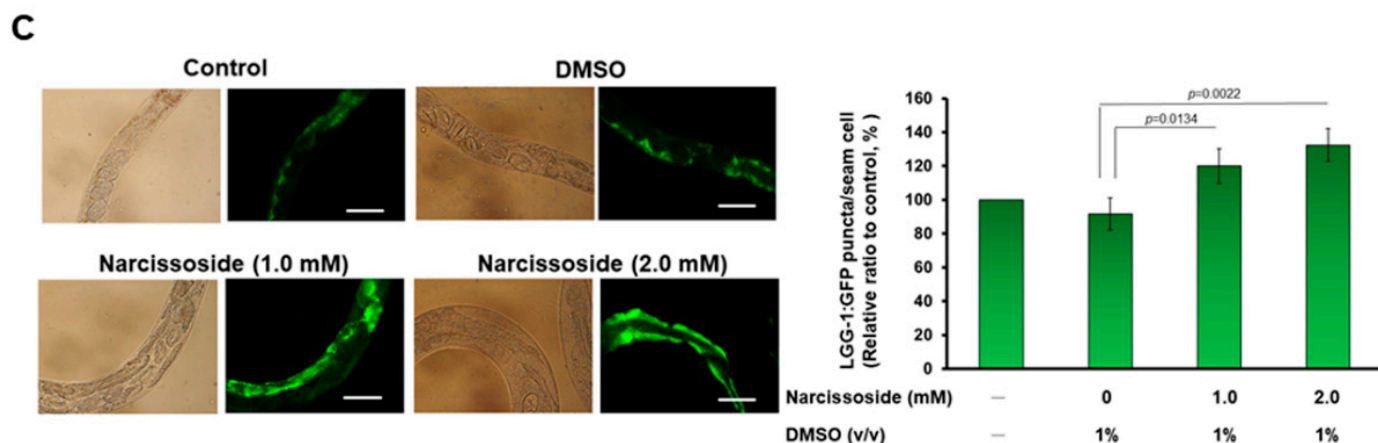 C
Control
DMSO
Narcissoside (1.0 mM)
Narcissoside (2.0 mM)
LGG-1:GFP puncta/seam cell
(Relative ratio to control, % )
160
140
120
100
80
60
40
20
0
p=0.0022
p=0.0134
Narcissoside (mM) — 0 1.0 2.0
DMSO (v/v) — 1% 1% 1%